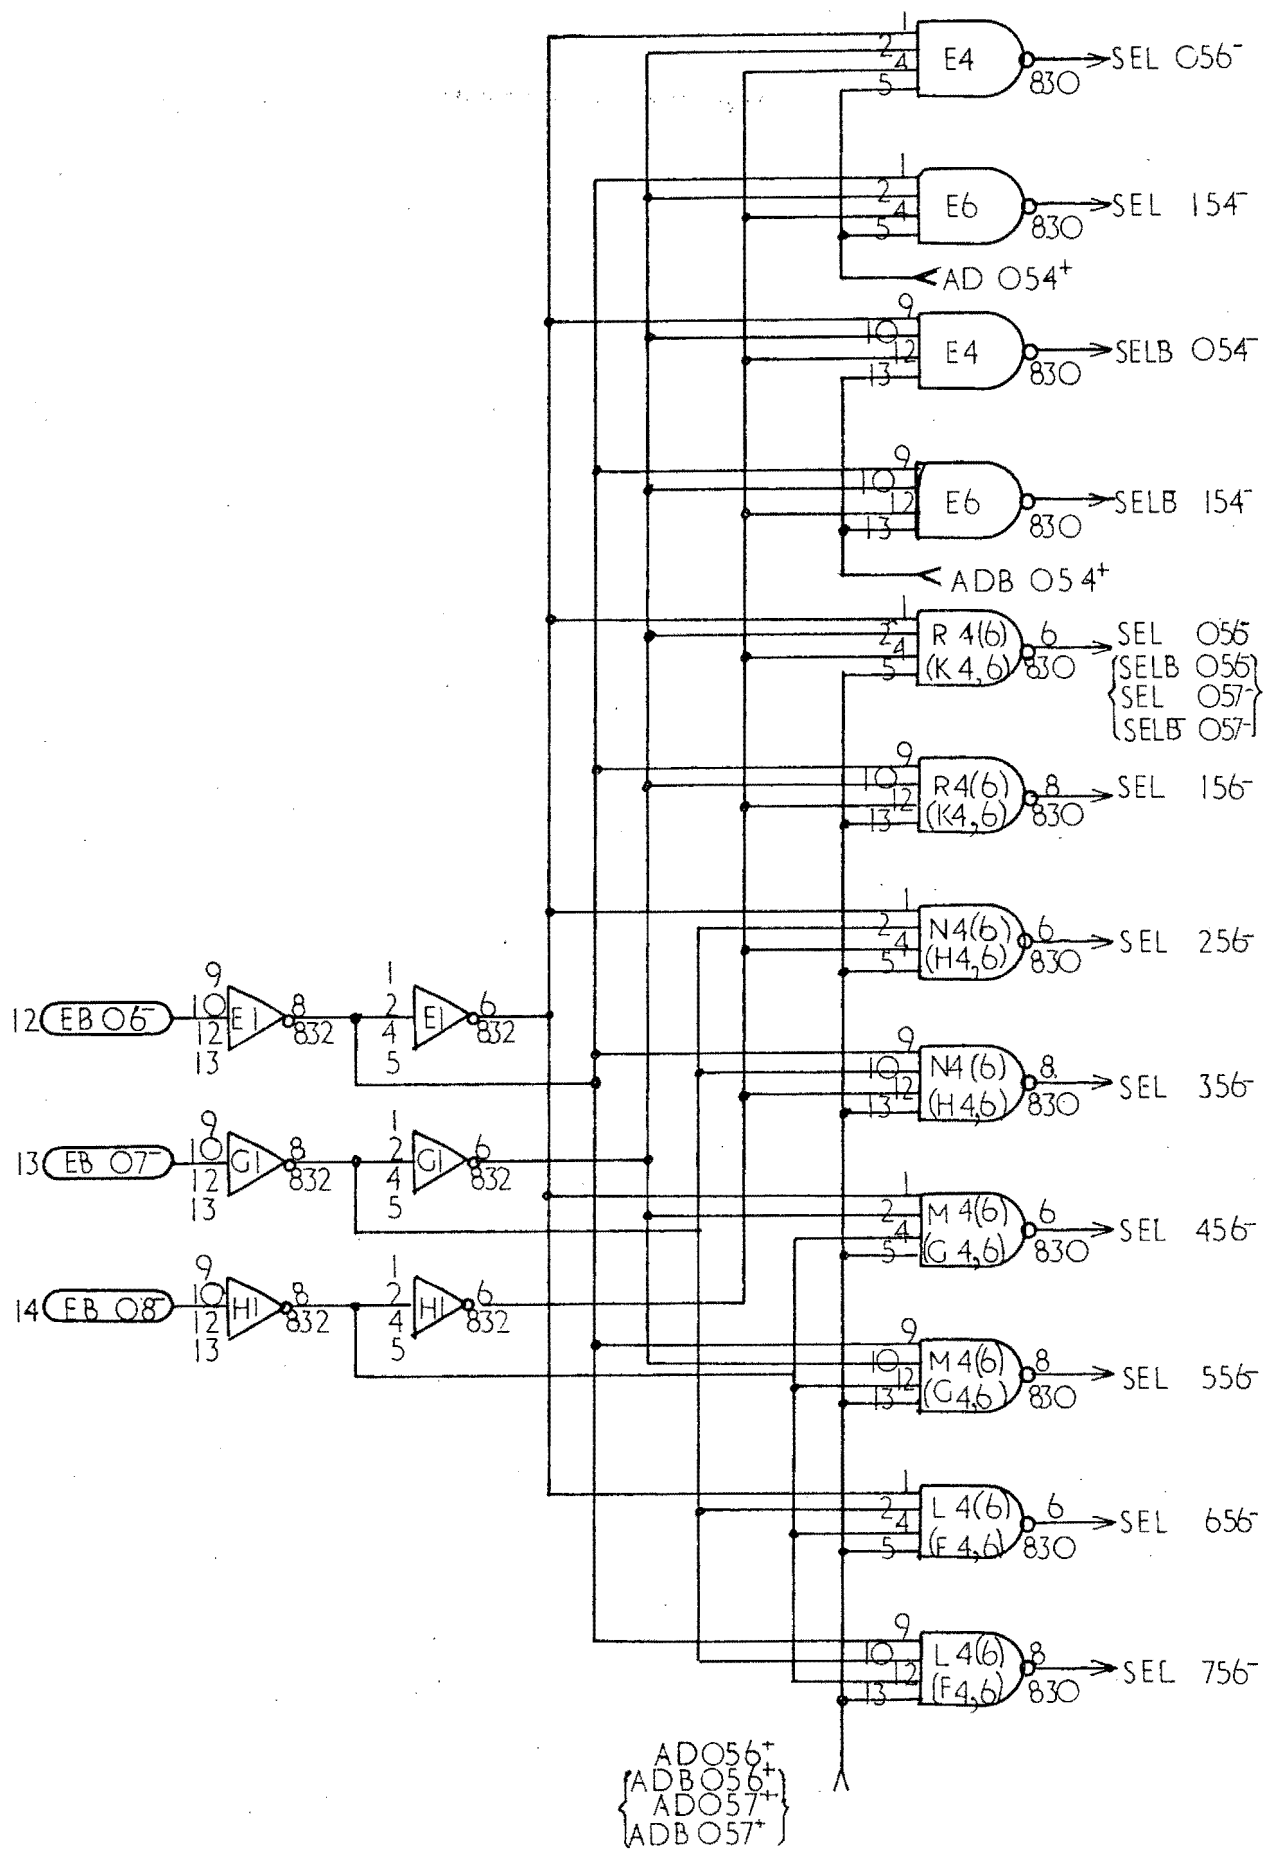 1
2
4
5
E4
830
SEL 056-
1
2
4
5
E6
830
SEL 154-
AD 054+
9
10
12
13
E4
830
SELB 054-
9
10
12
13
E6
830
SELB 154-
ADB 054+
1
2
4
5
R 4(6)
(K 4,6)
6
830
SEL 056-
SELB 056-
SEL 057-
SELB 057-
9
10
12
13
R4(6)
(K4,6)
8
830
SEL 156-
1
2
4
5
N4(6)
(H4,6)
6
830
SEL 256-
12 EB 06-
9
10
12
13
E1
8
832
1
2
4
5
E1
6
832
9
10
12
13
N4(6)
(H4,6)
8
830
SEL 356-
13 EB 07-
9
10
12
13
G1
8
832
1
2
4
5
G1
6
832
1
2
4
5
M 4(6)
(G 4,6)
6
830
SEL 456-
14 EB 08-
9
10
12
13
H1
8
832
1
2
4
5
H1
6
832
9
10
12
13
M 4(6)
(G4,6)
8
830
SEL 556-
1
2
4
5
L 4(6)
(F 4,6)
6
830
SEL 656-
9
10
12
13
L 4(6)
(F4,6)
8
830
SEL 756-
AD056+
{ADB056+
AD057+
ADB057+}